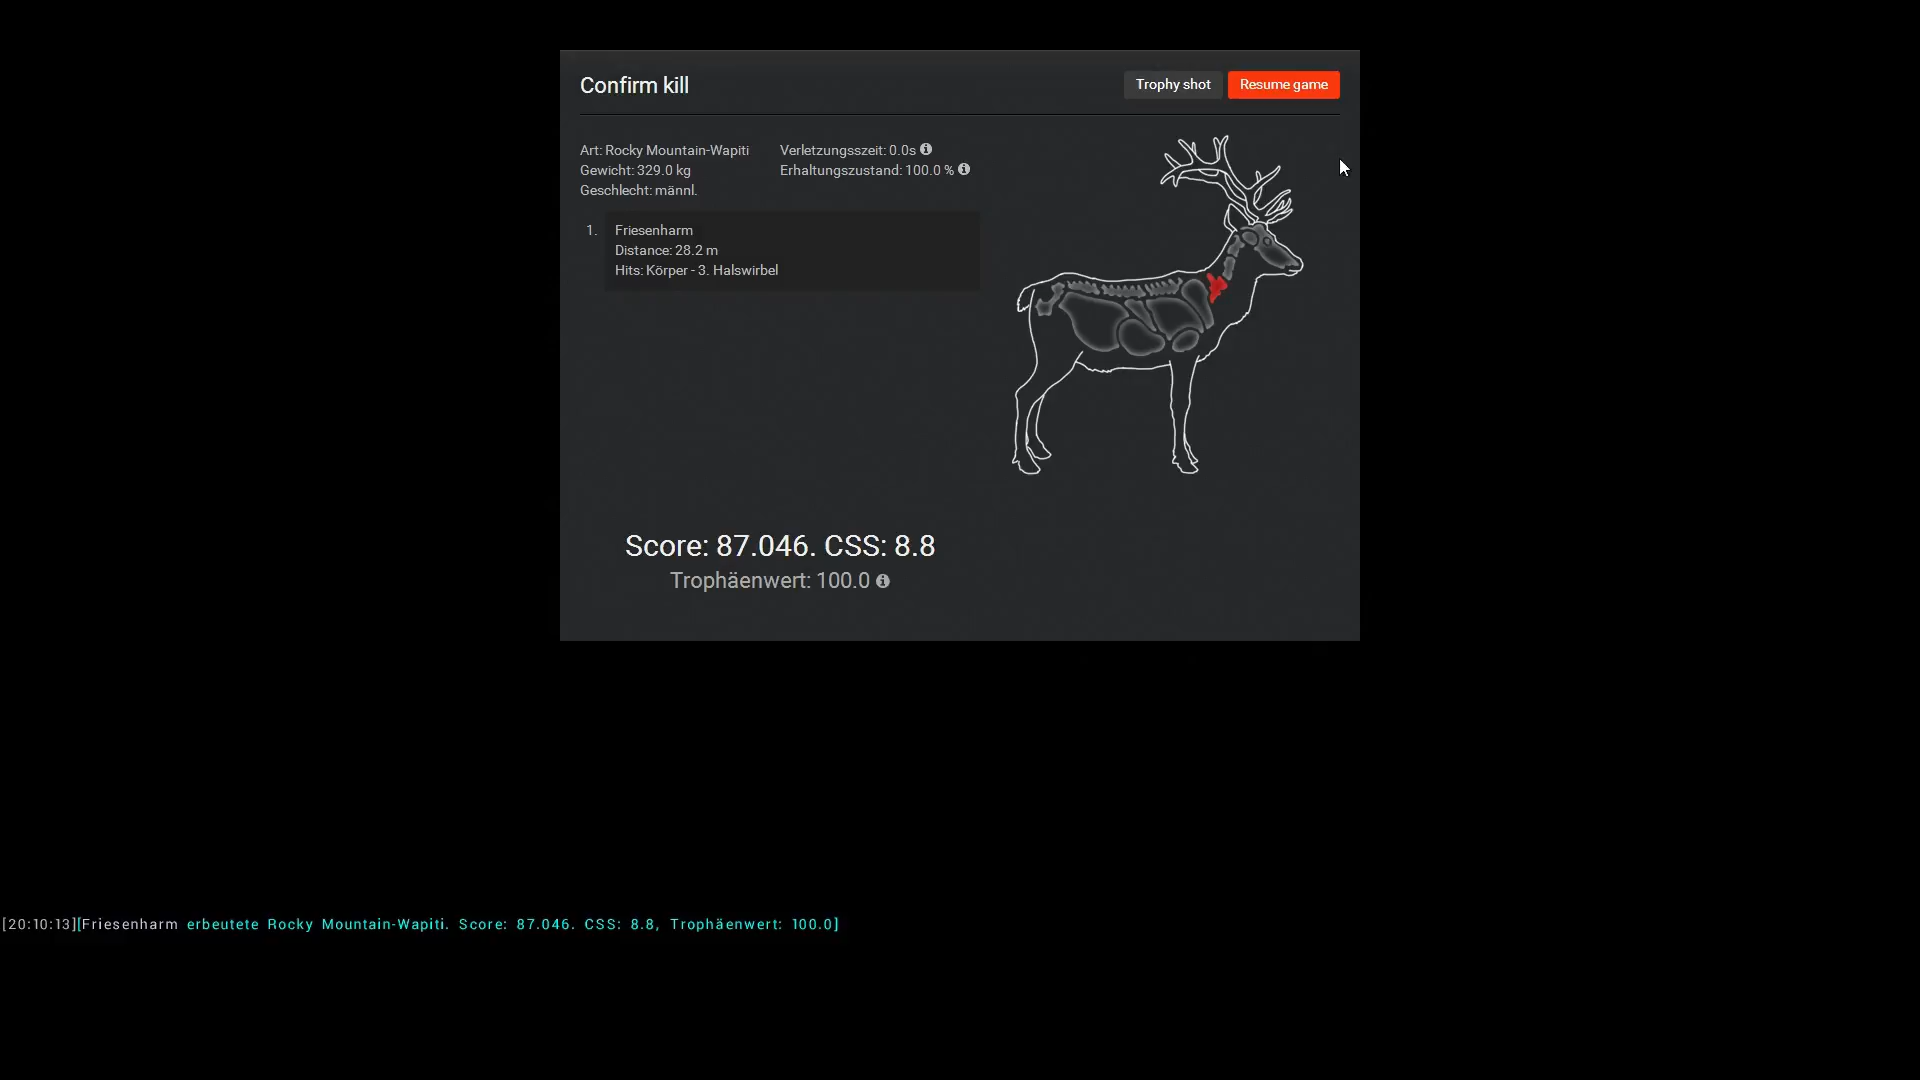 Confirm kill
Trophy shot
Resume game
Art: Rocky Mountain-Wapiti
Gewicht: 329.0 kg
Geschlecht: männl.
Verletzungsszeit: 0.0s
Erhaltungszustand: 100.0 %
1.
Friesenharm
Distance: 28.2 m
Hits: Körper - 3. Halswirbel
Score: 87.046. CSS: 8.8
Trophäenwert: 100.0
[20:10:13][Friesenharm erbeutete Rocky Mountain-Wapiti. Score: 87.046. CSS: 8.8, Trophäenwert: 100.0]